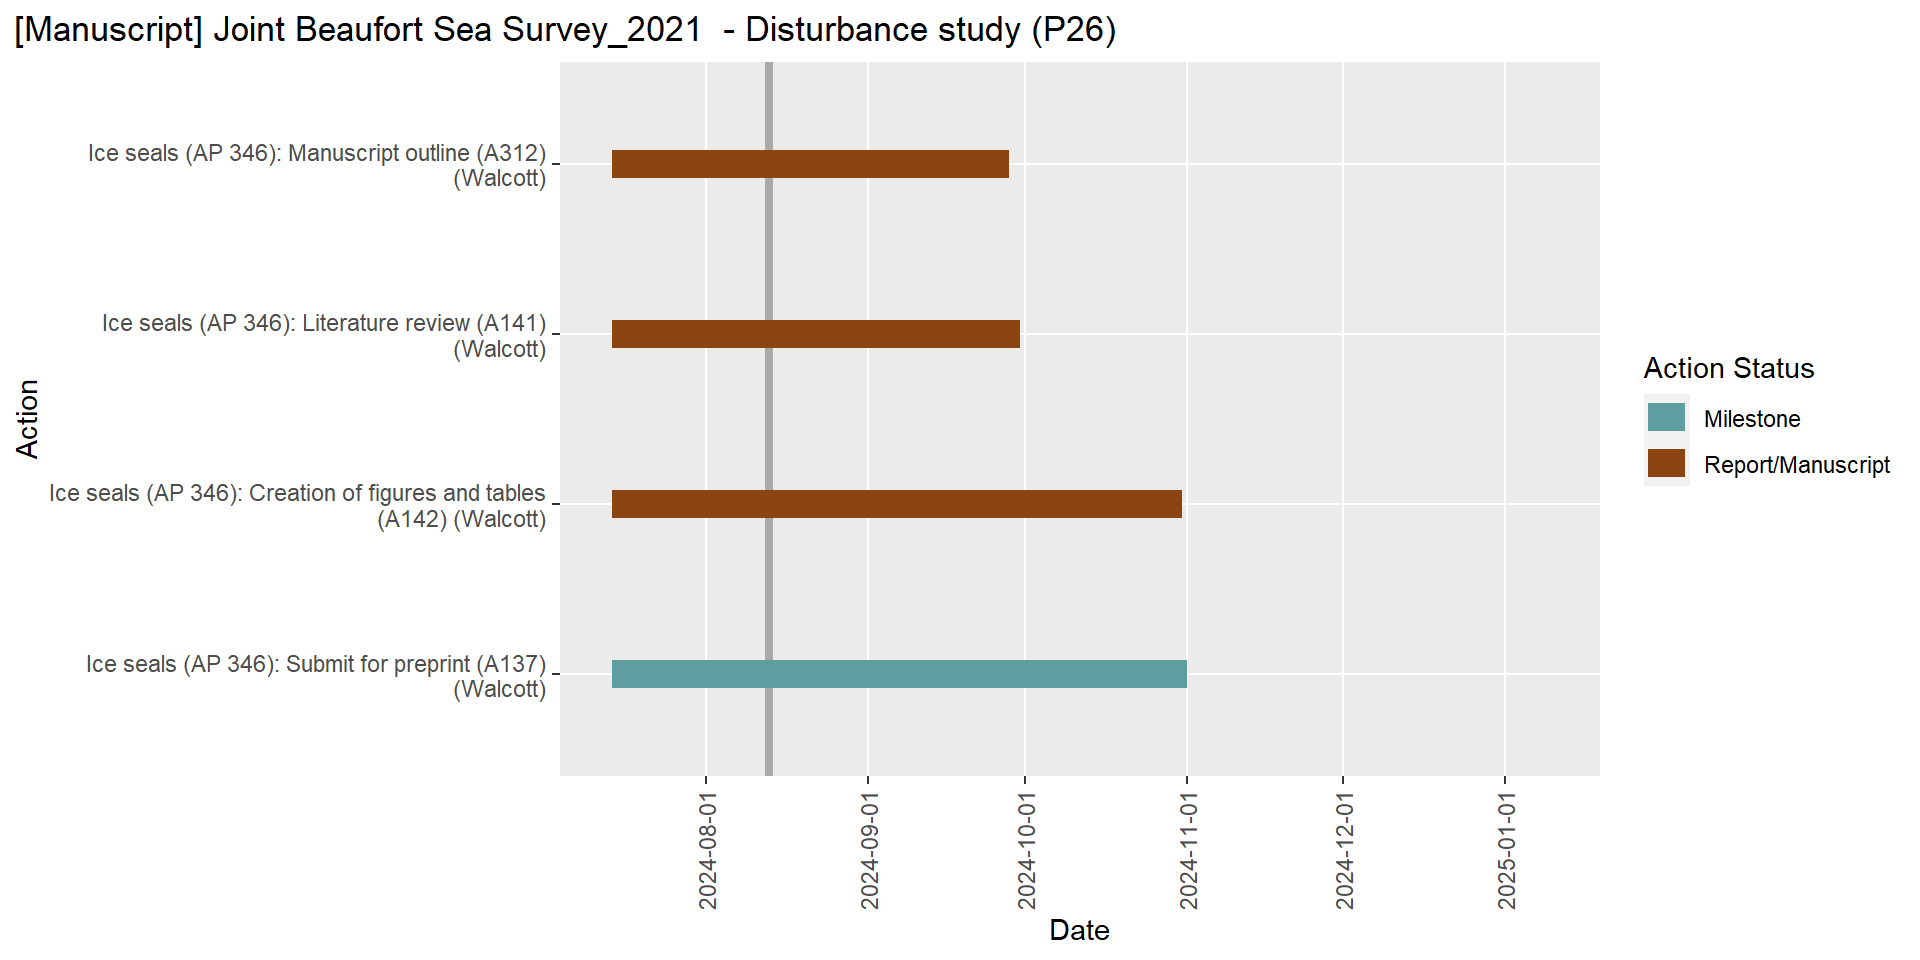 [Manuscript] Joint Beaufort Sea Survey_2021  - Disturbance study (P26)
Action
Ice seals (AP 346): Manuscript outline (A312)
(Walcott)
Ice seals (AP 346): Literature review (A141)
(Walcott)
Ice seals (AP 346): Creation of figures and tables
(A142) (Walcott)
Ice seals (AP 346): Submit for preprint (A137)
(Walcott)
2024-08-01
2024-09-01
2024-10-01
2024-11-01
2024-12-01
2025-01-01
Date
Action Status
Milestone
Report/Manuscript